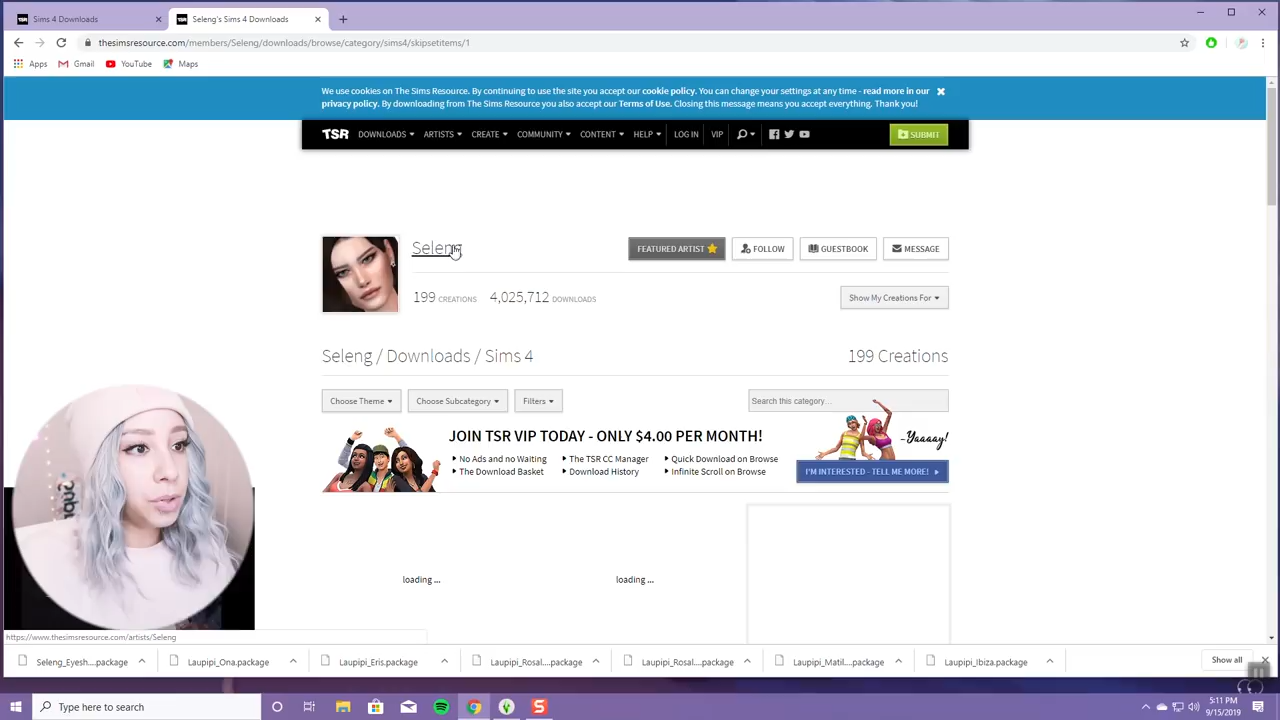 Sims 4 Downloads
Seleng's Sims 4 Downloads
thesimsresource.com/members/Seleng/downloads/browse/category/sims4/skipsetitems/1
Apps Gmail YouTube Maps
We use cookies on The Sims Resource. By continuing to use the site you accept our cookie policy. You can change your settings at any time - read more in our
privacy policy. By downloading from The Sims Resource you also accept our Terms of Use. Closing this message means you accept everything. Thank you!
TSR DOWNLOADS ARTISTS CREATE COMMUNITY CONTENT HELP LOG IN VIP SUBMIT
Seleng
FEATURED ARTIST FOLLOW GUESTBOOK MESSAGE
199 CREATIONS 4,025,712 DOWNLOADS
Show My Creations For
Seleng / Downloads / Sims 4 199 Creations
Choose Theme Choose Subcategory Filters Search this category...
JOIN TSR VIP TODAY - ONLY $4.00 PER MONTH! -Yaaaay!
No Ads and no Waiting The TSR CC Manager Quick Download on Browse
The Download Basket Download History Infinite Scroll on Browse
I'M INTERESTED - TELL ME MORE!
loading ... loading ...
https://www.thesimsresource.com/artists/Seleng
Seleng_Eyesh....package Laupipi_Ona.package Laupipi_Eris.package Laupipi_Rosal....package Laupipi_Rosal....package Laupipi_Matil....package Laupipi_Ibiza.package Show all
Type here to search
5:11 PM
9/15/2019